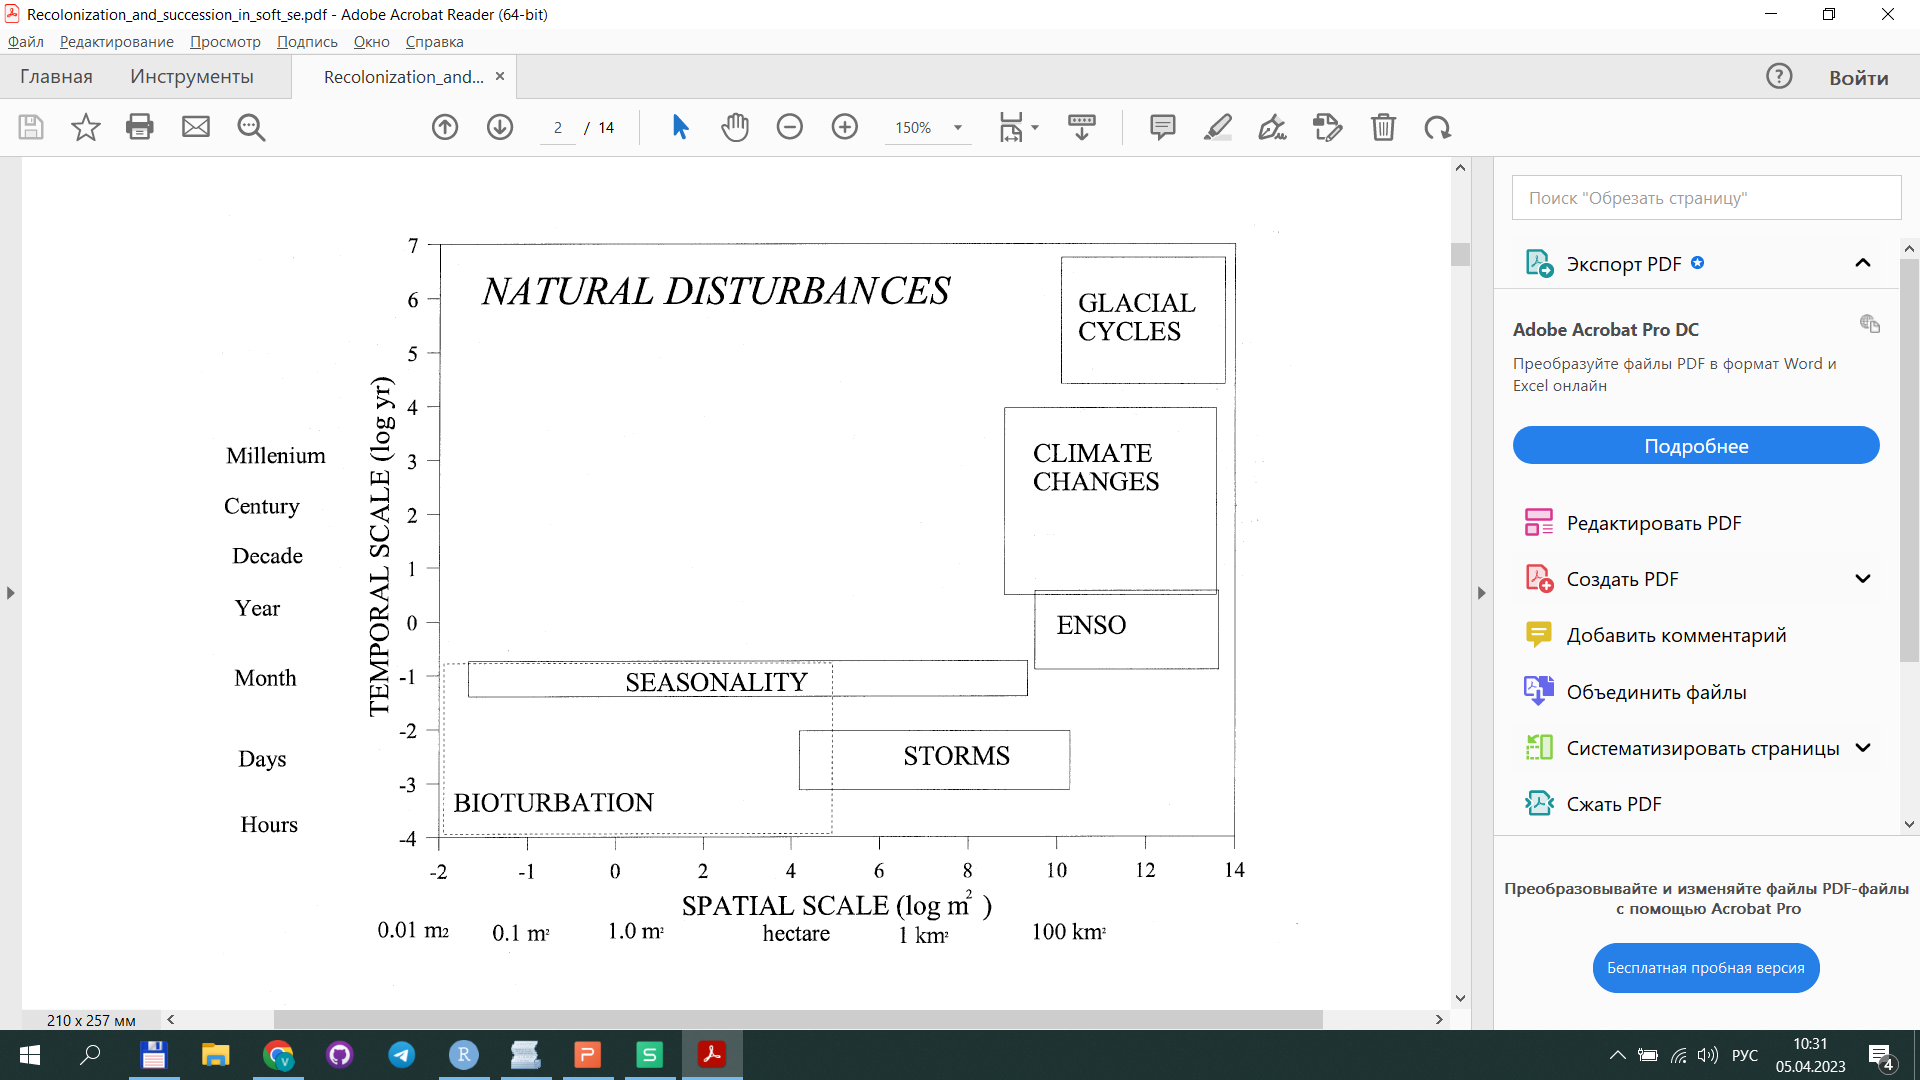 Recolonization_and_succession_in_soft_se.pdf - Adobe Acrobat Reader (64-bit)
Файл Редактирование Просмотр Подпись Окно Справка
Главная Инструменты Recolonization_and... × ? Войти
2 / 14 150%
Поиск "Обрезать страницу"
Экспорт PDF
Adobe Acrobat Pro DC
Преобразуйте файлы PDF в формат Word и
Excel онлайн
Подробнее
Редактировать PDF
Создать PDF
Добавить комментарий
Объединить файлы
Систематизировать страницы
Сжать PDF
Преобразовывайте и изменяйте файлы PDF-файлы
с помощью Acrobat Pro
Бесплатная пробная версия
NATURAL DISTURBANCES
GLACIAL
CYCLES
CLIMATE
CHANGES
ENSO
SEASONALITY
STORMS
BIOTURBATION
TEMPORAL SCALE (log yr)
7
6
5
4
3
2
1
0
-1
-2
-3
-4
Millenium
Century
Decade
Year
Month
Days
Hours
-2 -1 0 2 4 6 8 10 12 14
SPATIAL SCALE (log m²)
0.01 m2 0.1 m² 1.0 m² hectare 1 km² 100 km²
210 x 257 мм
РУС
10:31
05.04.2023
4